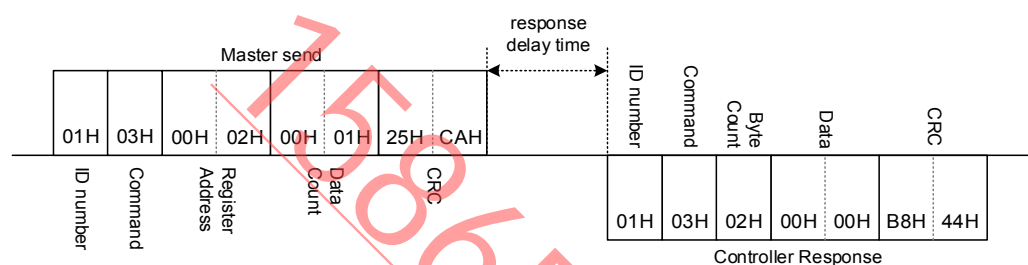 response
delay time
Master send
01H 03H 00H 02H 00H 01H 25H CAH
ID number
Command
Register
Address
Data
Count
CRC
ID number
Command
Byte
Count
Data
CRC
01H 03H 02H 00H 00H B8H 44H
Controller Response